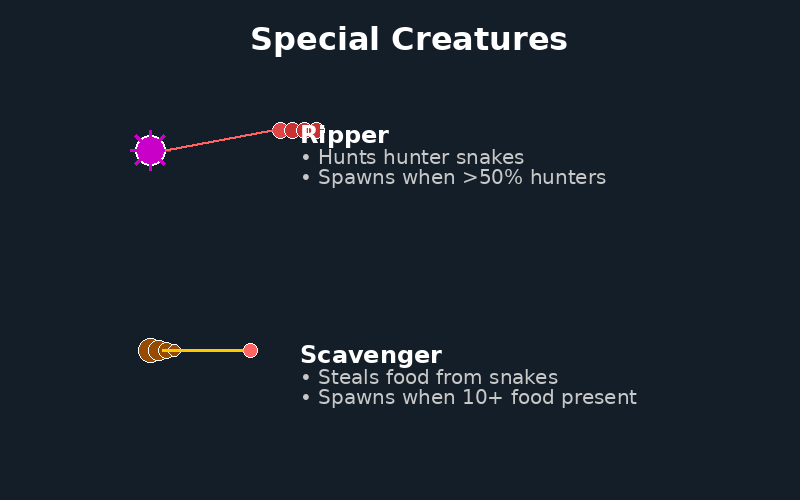 Special Creatures
Ripper
• Hunts hunter snakes
• Spawns when >50% hunters
Scavenger
• Steals food from snakes
• Spawns when 10+ food present